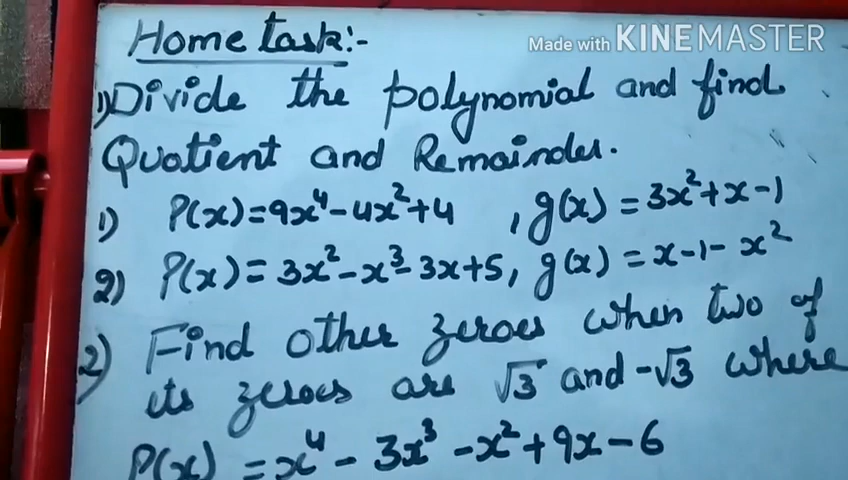 Home task:-
Made with KINEMASTER
1) Divide the polynomial and find
Quotient and Remainder.
1) P(x)=9x⁴-4x²+4 , g(x) = 3x²+x-1
2) P(x) = 3x²-x³-3x+5, g(x) = x-1-x²
2) Find other zeroes when two of
its zeroes are √3 and -√3 where
P(x) = x⁴ - 3x³ -x²+9x-6